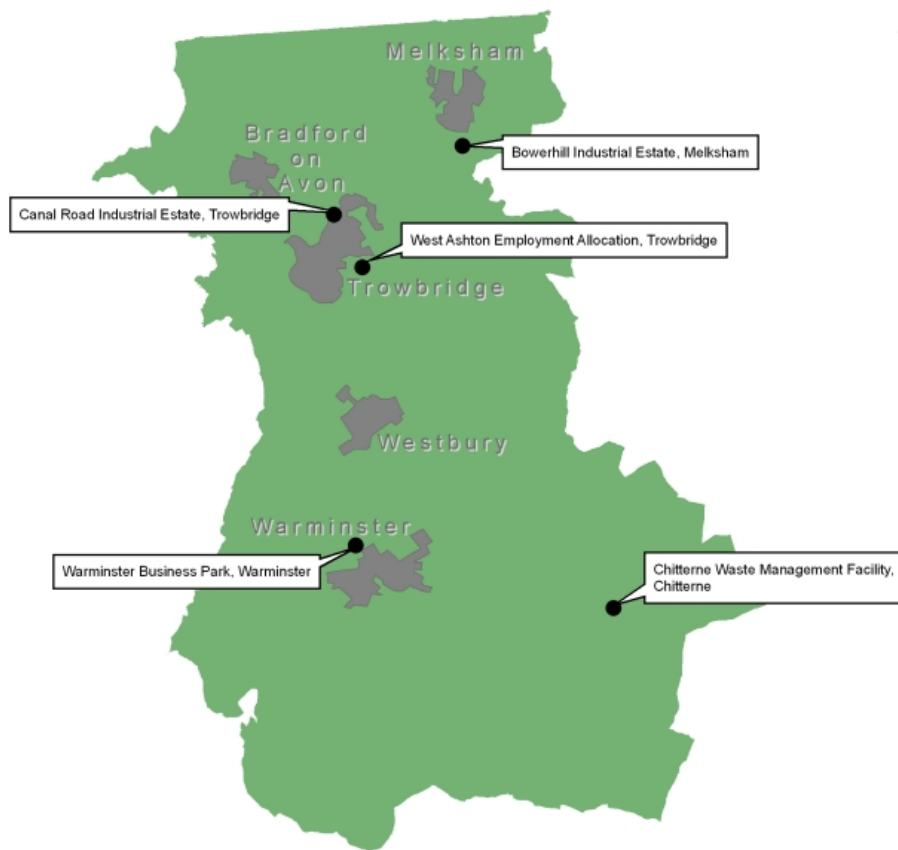 Melksham
Bradford
on
Avon
Bowerhill Industrial Estate, Melksham
Canal Road Industrial Estate, Trowbridge
West Ashton Employment Allocation, Trowbridge
Trowbridge
Westbury
Warminster
Warminster Business Park, Warminster
Chitterne Waste Management Facility,
Chitterne